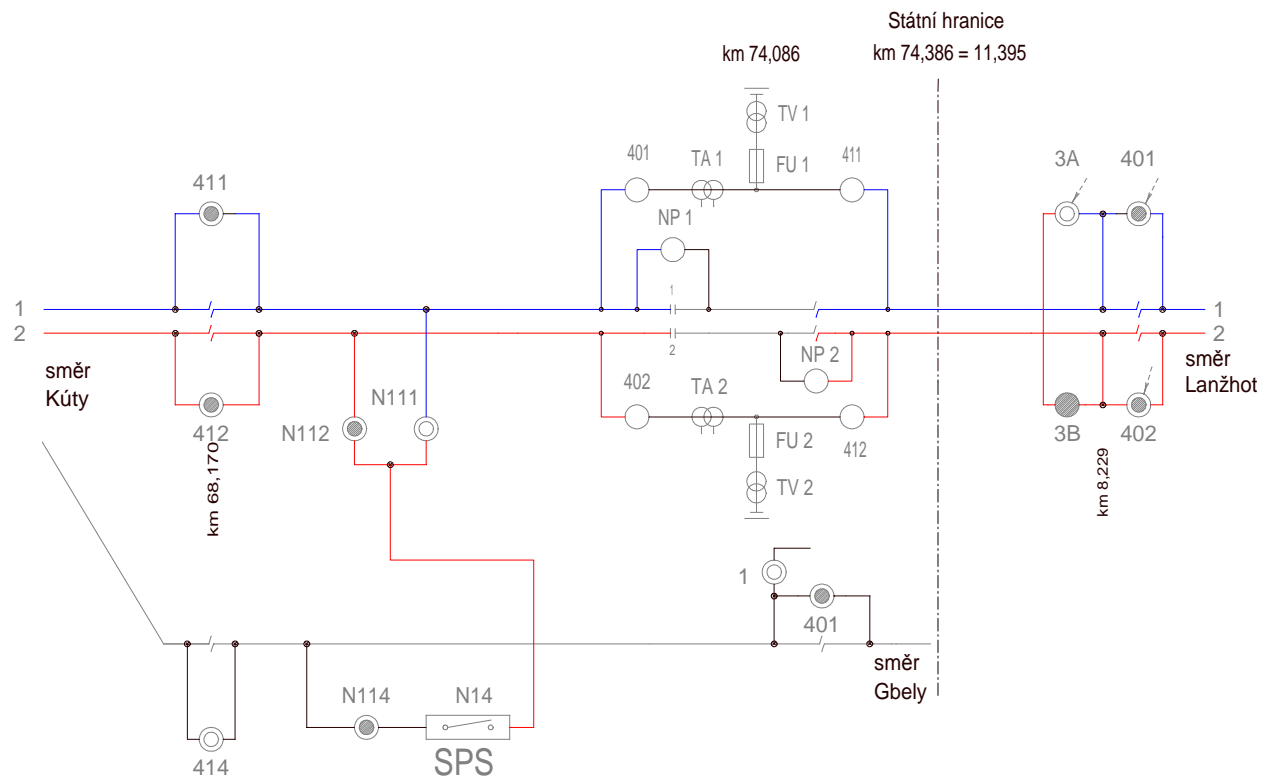 Státní hranice
km 74,086
km 74,386 = 11,395
TV 1
401
TA 1
FU 1
411
3A
401
411
NP 1
1
1
1
2
2
2
směr
Kúty
NP 2
směr
Lanžhot
402
TA 2
N111
412
N112
FU 2
412
3B
402
km 68,170
TV 2
km 8,229
1
401
směr
Gbely
N114
N14
414
SPS